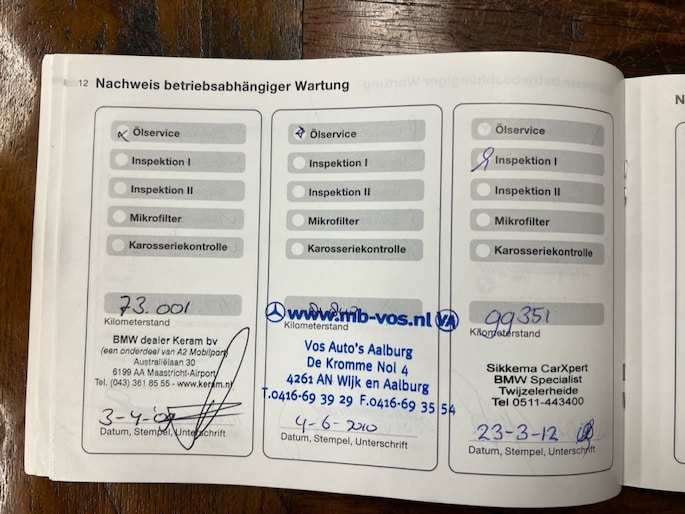 12 Nachweis betriebsabhängiger Wartung
Ölservice
Inspektion I
Inspektion II
Mikrofilter
Karosseriekontrolle
73.001
Kilometerstand
BMW dealer Keram bv
(een onderdeel van A2 Mobilport)
Australiëlaan 30
6199 AA Maastricht-Airport
Tel. (043) 361 85 55 - www.keram.nl
3-4-
Datum, Stempel, Unterschrift
Ölservice
Inspektion I
Inspektion II
Mikrofilter
Karosseriekontrolle
www.mb-vos.nl VA
Kilometerstand
Vos Auto's Aalburg
De Kromme Nol 4
4261 AN Wijk en Aalburg
T.0416-69 39 29 F.0416-69 35 54
4-6-2010
Datum, Stempel, Unterschrift
Ölservice
Inspektion I
Inspektion II
Mikrofilter
Karosseriekontrolle
99351
Kilometerstand
Sikkema CarXpert
BMW Specialist
Twijzelerheide
Tel 0511-443400
23-3-12
Datum, Stempel, Unterschrift
N